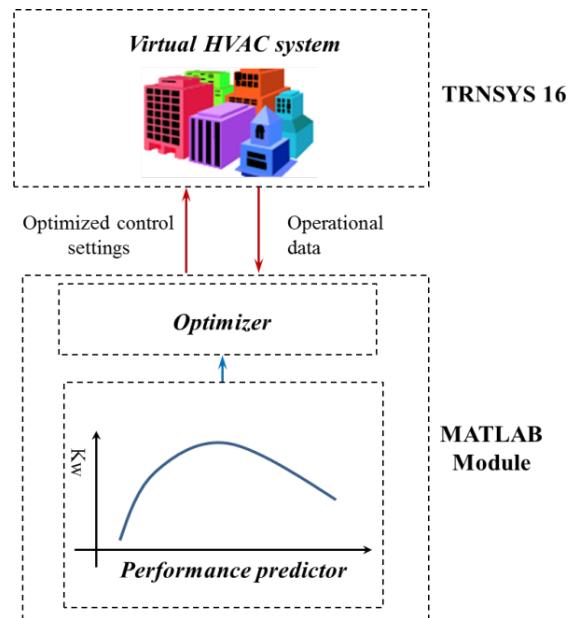 Virtual HVAC system
TRNSYS 16
Optimized control
settings
Operational
data
Optimizer
MATLAB
Module
Kw
Performance predictor